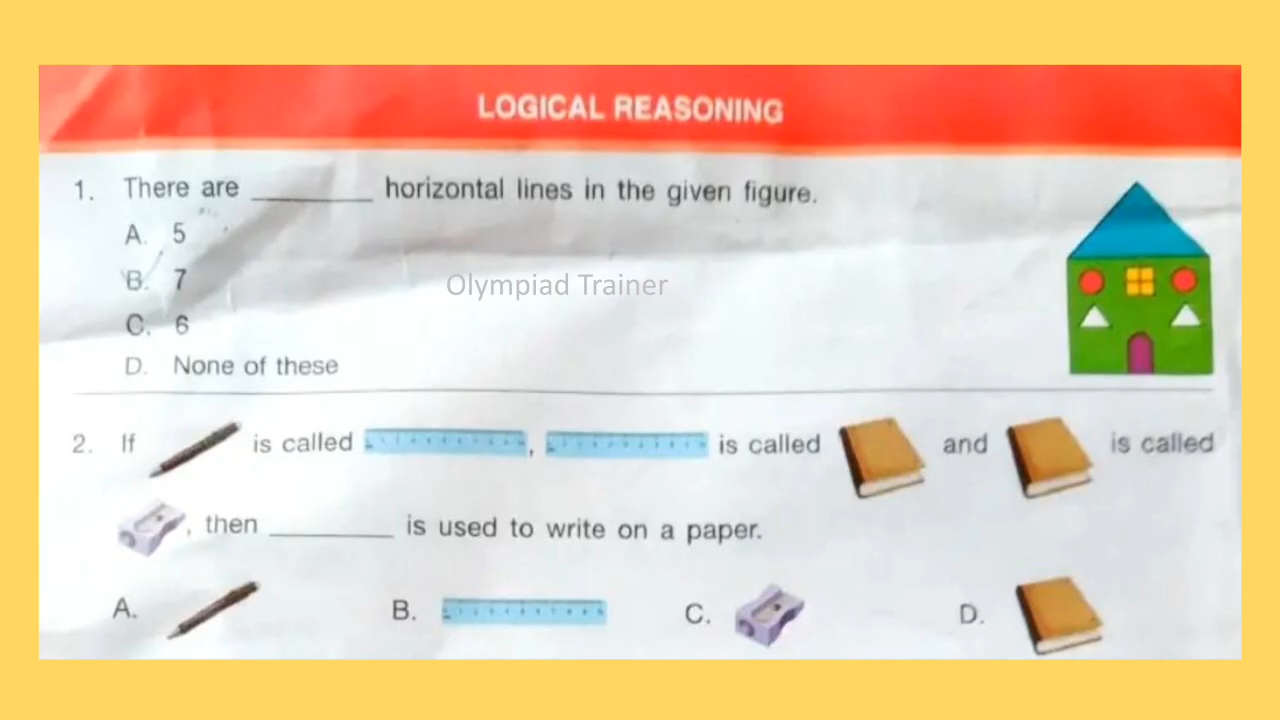 LOGICAL REASONING
1. There are ________ horizontal lines in the given figure.
A. 5
B. 7
Olympiad Trainer
C. 6
D. None of these
2. If is called , is called and is called
, then ________ is used to write on a paper.
A. B. C. D.